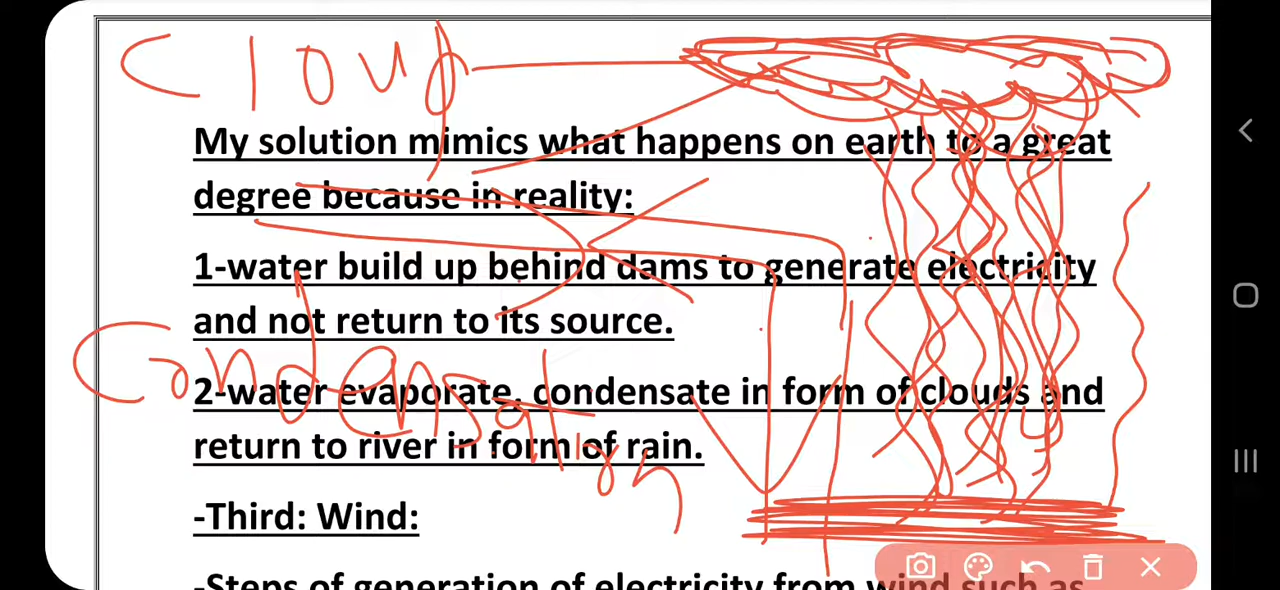 cloud
My solution mimics what happens on earth to a great
degree because in reality:
1-water build up behind dams to generate electricity
and not return to its source.
Condensation
2-water evaporate, condensate in form of clouds and
return to river in form of rain.
-Third: Wind:
-Steps of generation of electricity from wind such as